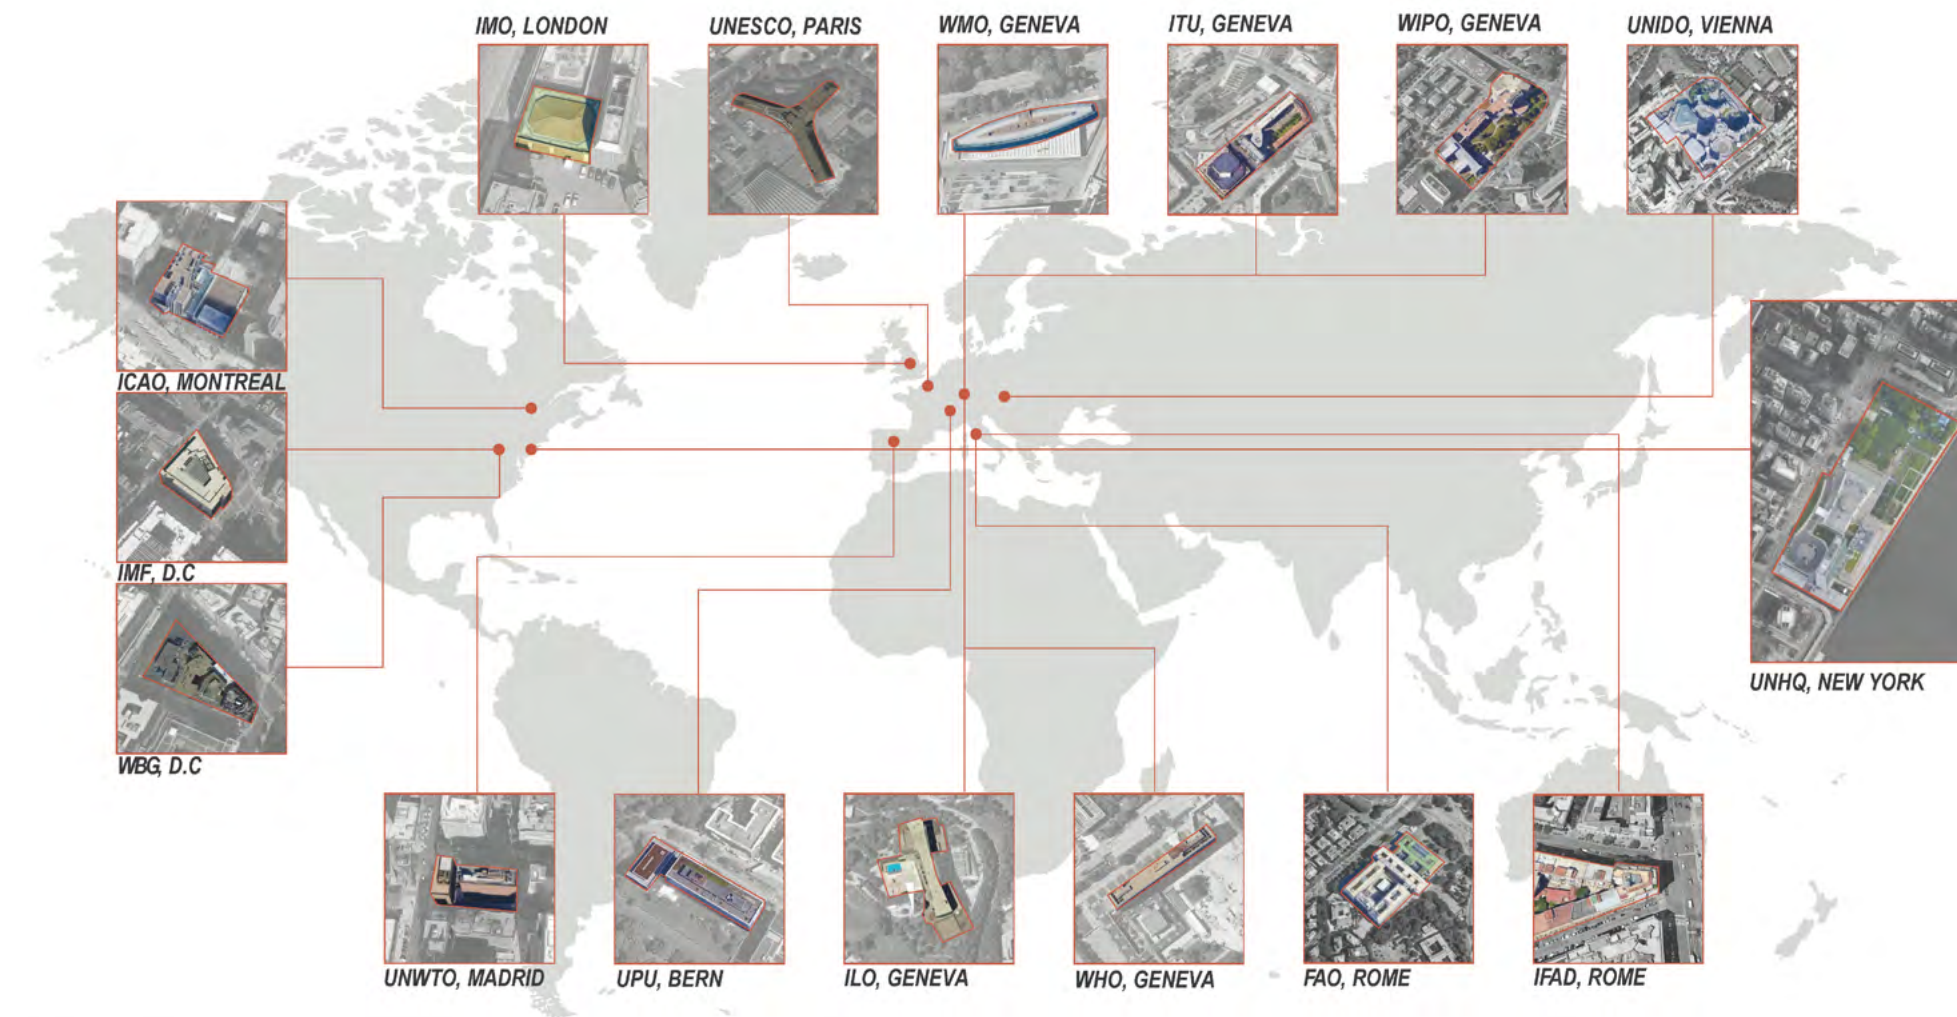 IMO, LONDON
UNESCO, PARIS
WMO, GENEVA
ITU, GENEVA
WIPO, GENEVA
UNIDO, VIENNA
ICAO, MONTREAL
IMF, D.C
WBG, D.C
UNHQ, NEW YORK
UNWTO, MADRID
UPU, BERN
ILO, GENEVA
WHO, GENEVA
FAO, ROME
IFAD, ROME